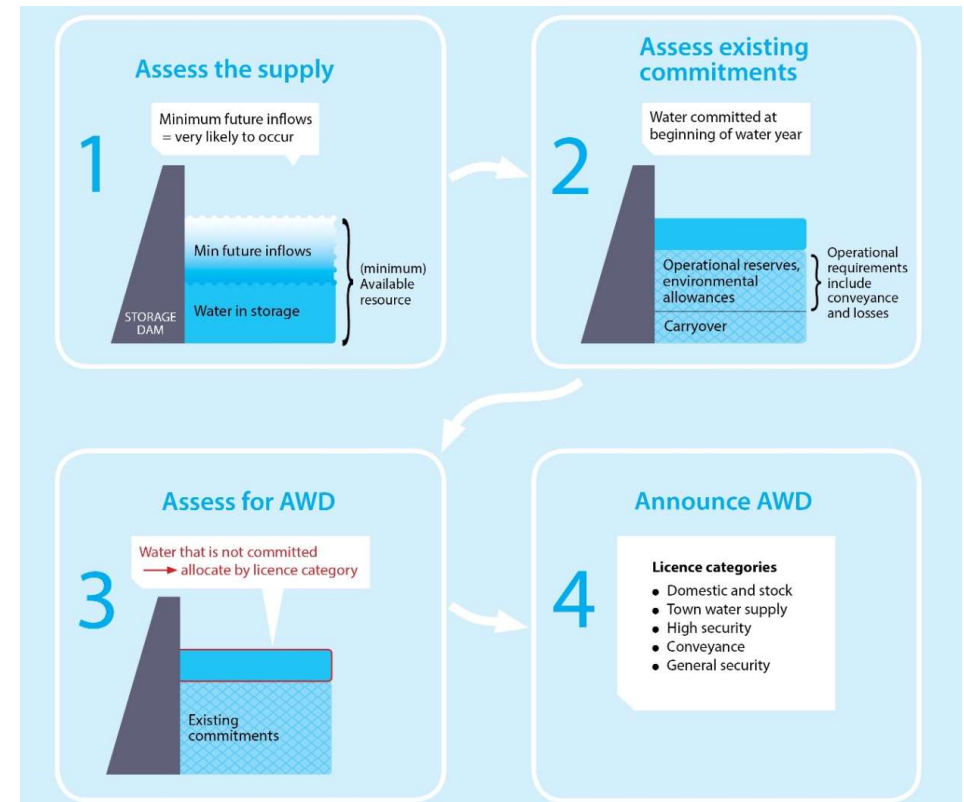 Assess the supply
Minimum future inflows
= very likely to occur
1
Min future inflows
Water in storage
STORAGE
DAM
(minimum)
Available
resource
Assess existing
commitments
Water committed at
beginning of water year
2
Operational reserves,
environmental
allowances
Carryover
Operational
requirements
include
conveyance
and losses
Assess for AWD
Water that is not committed
→ allocate by licence category
3
Existing
commitments
Announce AWD
4
Licence categories
• Domestic and stock
• Town water supply
• High security
• Conveyance
• General security